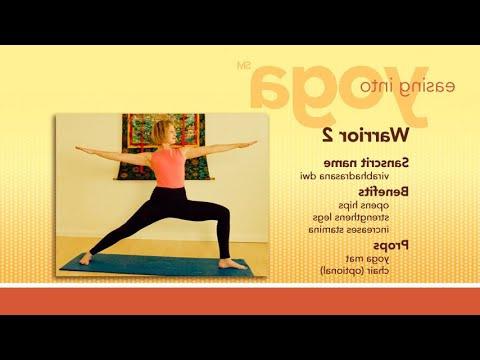 easing into
yoga SM
Warrior 2
Sanscrit name
virabhadrasana dwi
Benefits
opens hips
strengthens legs
increases stamina
Props
yoga mat
chair (optional)